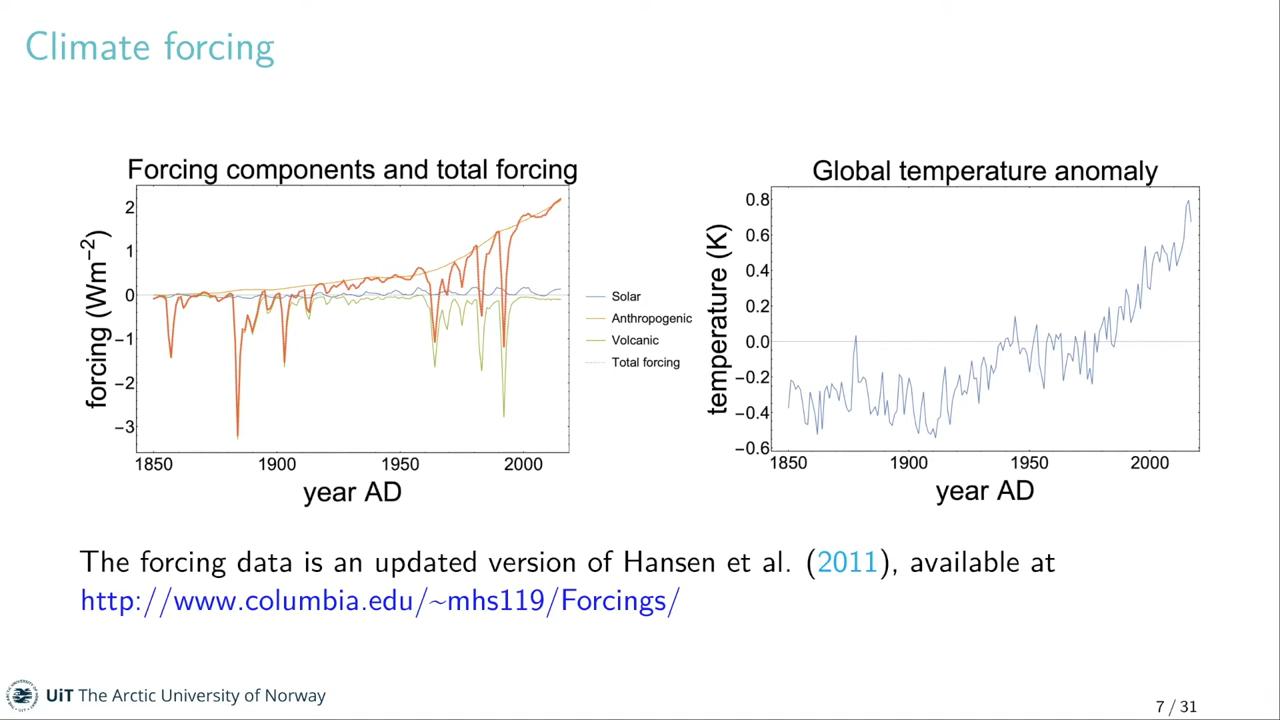 Climate forcing
Forcing components and total forcing
forcing (Wm−2)
2
1
0
−1
−2
−3
1850 1900 1950 2000
year AD
Solar
Anthropogenic
Volcanic
Total forcing
Global temperature anomaly
temperature (K)
0.8
0.6
0.4
0.2
0.0
−0.2
−0.4
−0.6
1850 1900 1950 2000
year AD
The forcing data is an updated version of Hansen et al. (2011), available at
http://www.columbia.edu/~mhs119/Forcings/
UiT The Arctic University of Norway
7 / 31